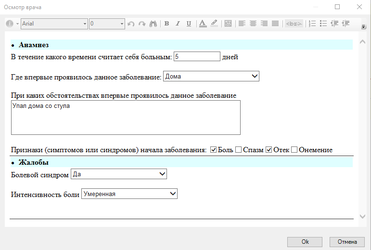 Осмотр врача
Arial 0 B I U <абв>
Анамнез
В течение какого времени считает себя больным: 5 дней
Где впервые проявилось данное заболевание: Дома
При каких обстоятельствах впервые проявилось данное заболевание
Упал дома со стула
Признаки (симптомов или синдромов) начала заболевания: Боль Спазм Отек Онемение
Жалобы
Болевой синдром Да
Интенсивность боли Умеренная
Ok Отмена